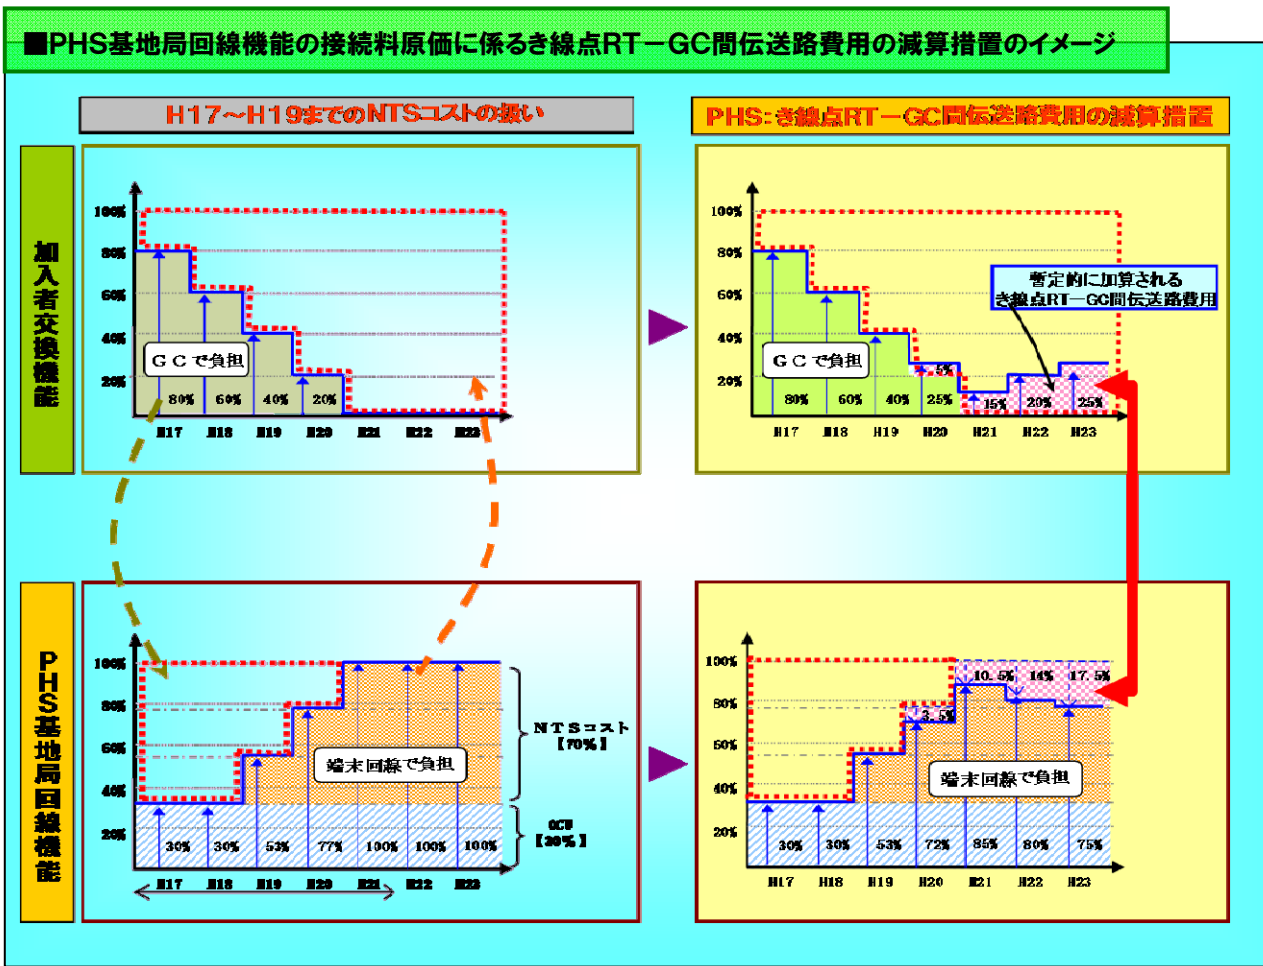 ■PHS基地局回線機能の接続料原価に係るき線点RT－GC間伝送路費用の減算措置のイメージ
H17～H19までのNTSコストの扱い
PHS：き線点RT－GC間伝送路費用の減算措置
加入者交換機能
100%
80%
60%
40%
20%
GCで負担
80% 60% 40% 20%
H17 H18 H19 H20 H21 H22 H23
100%
80%
60%
40%
20%
暫定的に加算される
き線点RT－GC間伝送路費用
GCで負担
5%
80% 60% 40% 25% 15% 20% 25%
H17 H18 H19 H20 H21 H22 H23
PHS基地局回線機能
100%
80%
60%
40%
20%
NTSコスト
【70%】
端末回線で負担
OCU
【30%】
30% 30% 53% 77% 100% 100% 100%
H17 H18 H19 H20 H21 H22 H23
100%
80%
60%
40%
20%
10.5% 14% 17.5%
3.5%
端末回線で負担
30% 30% 53% 72% 85% 80% 75%
H17 H18 H19 H20 H21 H22 H23